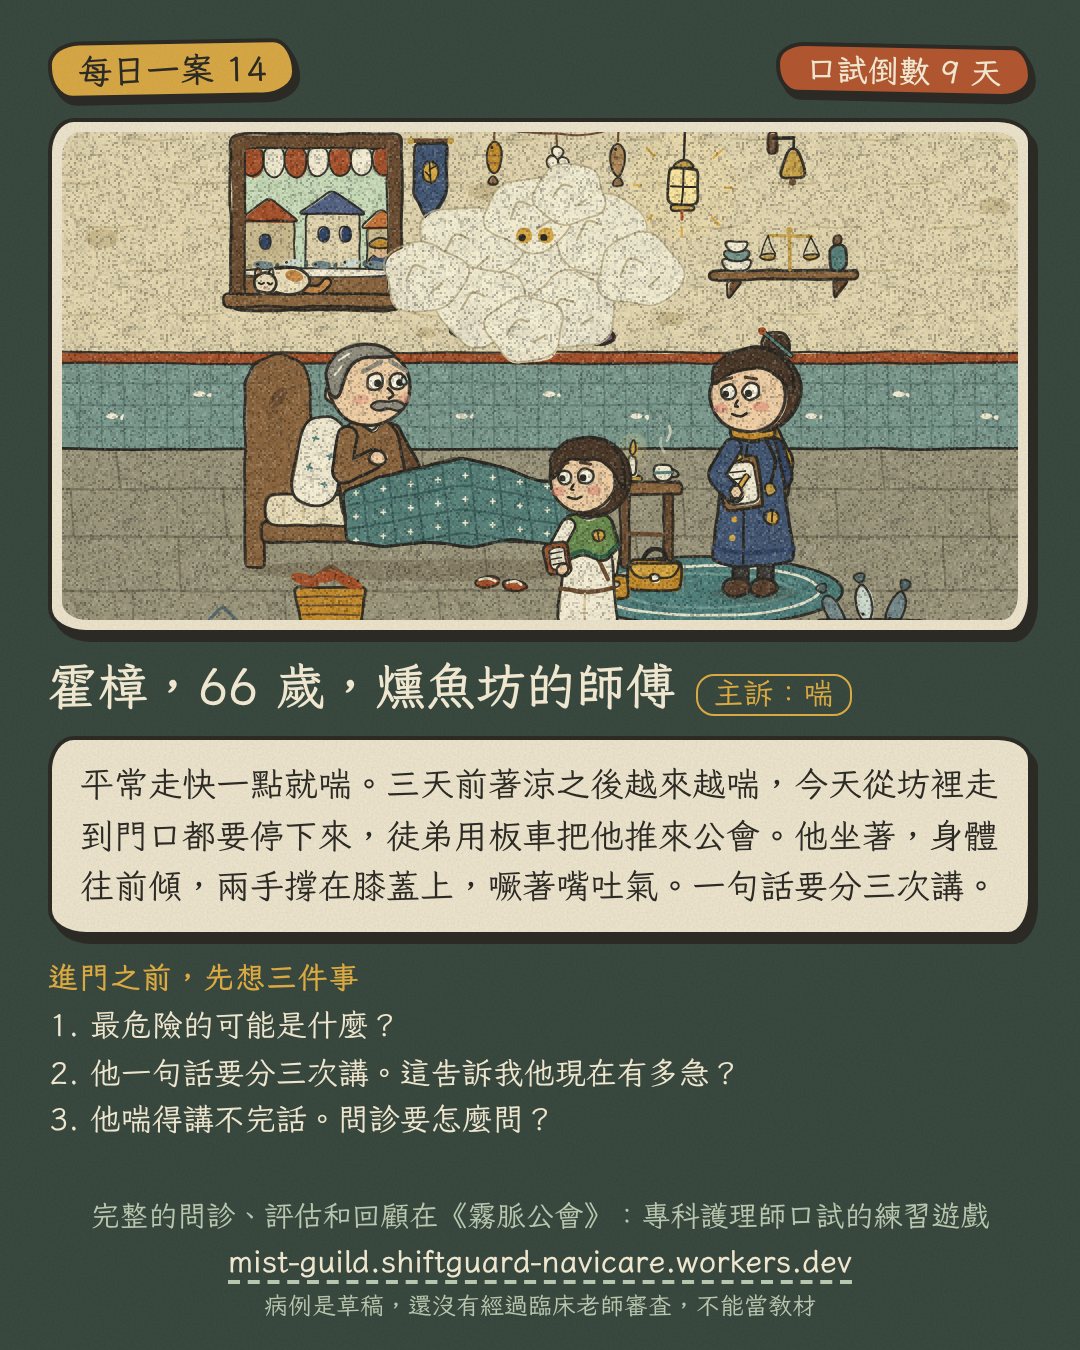 每日一案 14
口試倒數 9 天
霍樟，66 歲，燻魚坊的師傅
主訴：喘
平常走快一點就喘。三天前著涼之後越來越喘，今天從坊裡走
到門口都要停下來，徒弟用板車把他推來公會。他坐著，身體
往前傾，兩手撐在膝蓋上，噘著嘴吐氣。一句話要分三次講。
進門之前，先想三件事
1. 最危險的可能是什麼？
2. 他一句話要分三次講。這告訴我他現在有多急？
3. 他喘得講不完話。問診要怎麼問？
完整的問診、評估和回顧在《霧脈公會》：專科護理師口試的練習遊戲
mist-guild.shiftguard-navicare.workers.dev
病例是草稿，還沒有經過臨床老師審查，不能當教材